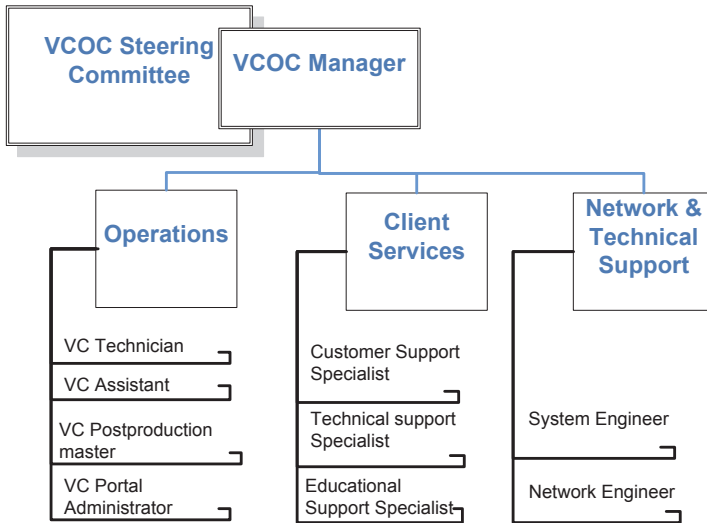 VCOC Steering
Committee
VCOC Manager
Operations
VC Technician
VC Assistant
VC Postproduction
master
VC Portal
Administrator
Client
Services
Customer Support
Specialist
Technical support
Specialist
Educational
Support Specialist
Network &
Technical
Support
System Engineer
Network Engineer